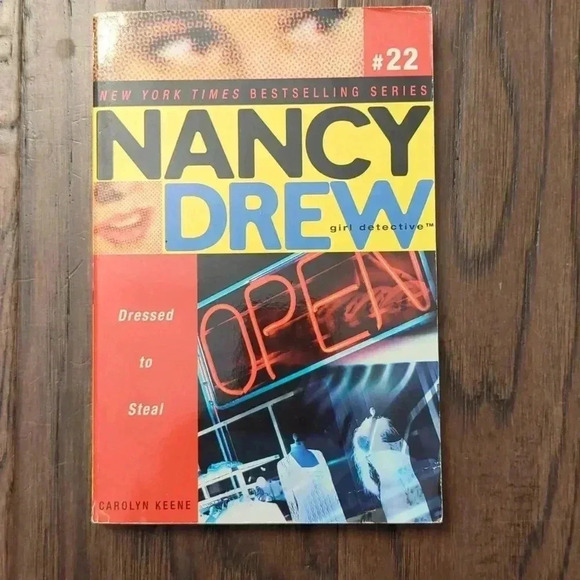 #22
NEW YORK TIMES BESTSELLING SERIES
NANCY
DREW
girl detective™
OPEN
Dressed
to
Steal
CAROLYN KEENE